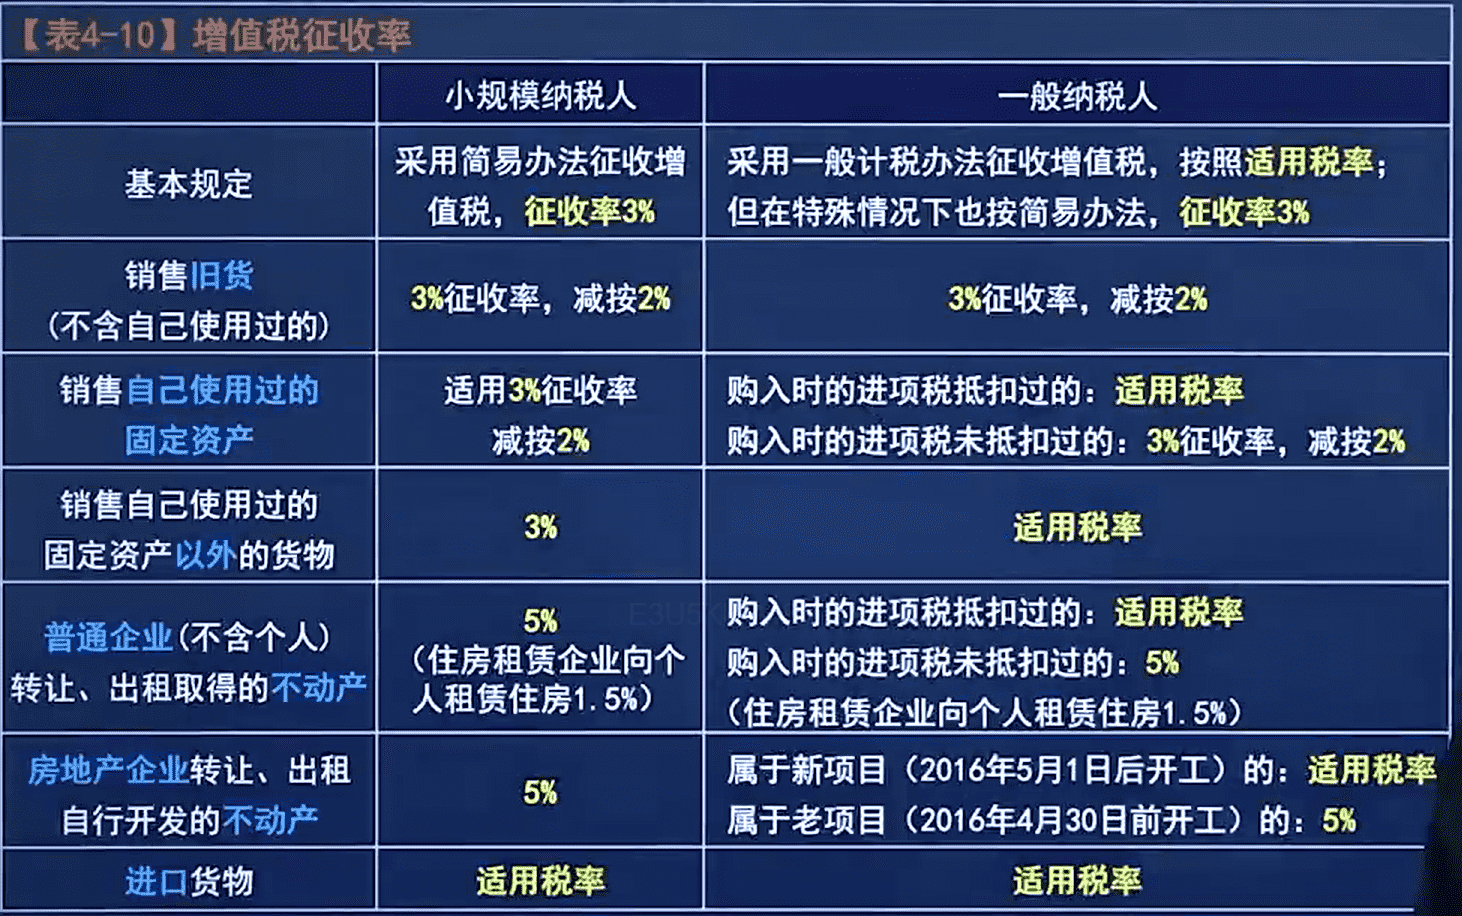 【表4-10】增值税征收率
小规模纳税人
一般纳税人
基本规定
采用简易办法征收增
值税，征收率3%
采用一般计税办法征收增值税，按照适用税率；
但在特殊情况下也按简易办法，征收率3%
销售旧货
(不含自己使用过的)
3%征收率，减按2%
3%征收率，减按2%
销售自己使用过的
固定资产
适用3%征收率
减按2%
购入时的进项税抵扣过的：适用税率
购入时的进项税未抵扣过的：3%征收率，减按2%
销售自己使用过的
固定资产以外的货物
3%
适用税率
普通企业(不含个人)
转让、出租取得的不动产
5%
（住房租赁企业向个
人租赁住房1.5%）
购入时的进项税抵扣过的：适用税率
购入时的进项税未抵扣过的：5%
（住房租赁企业向个人租赁住房1.5%）
房地产企业转让、出租
自行开发的不动产
5%
属于新项目（2016年5月1日后开工）的：适用税率
属于老项目（2016年4月30日前开工）的：5%
进口货物
适用税率
适用税率